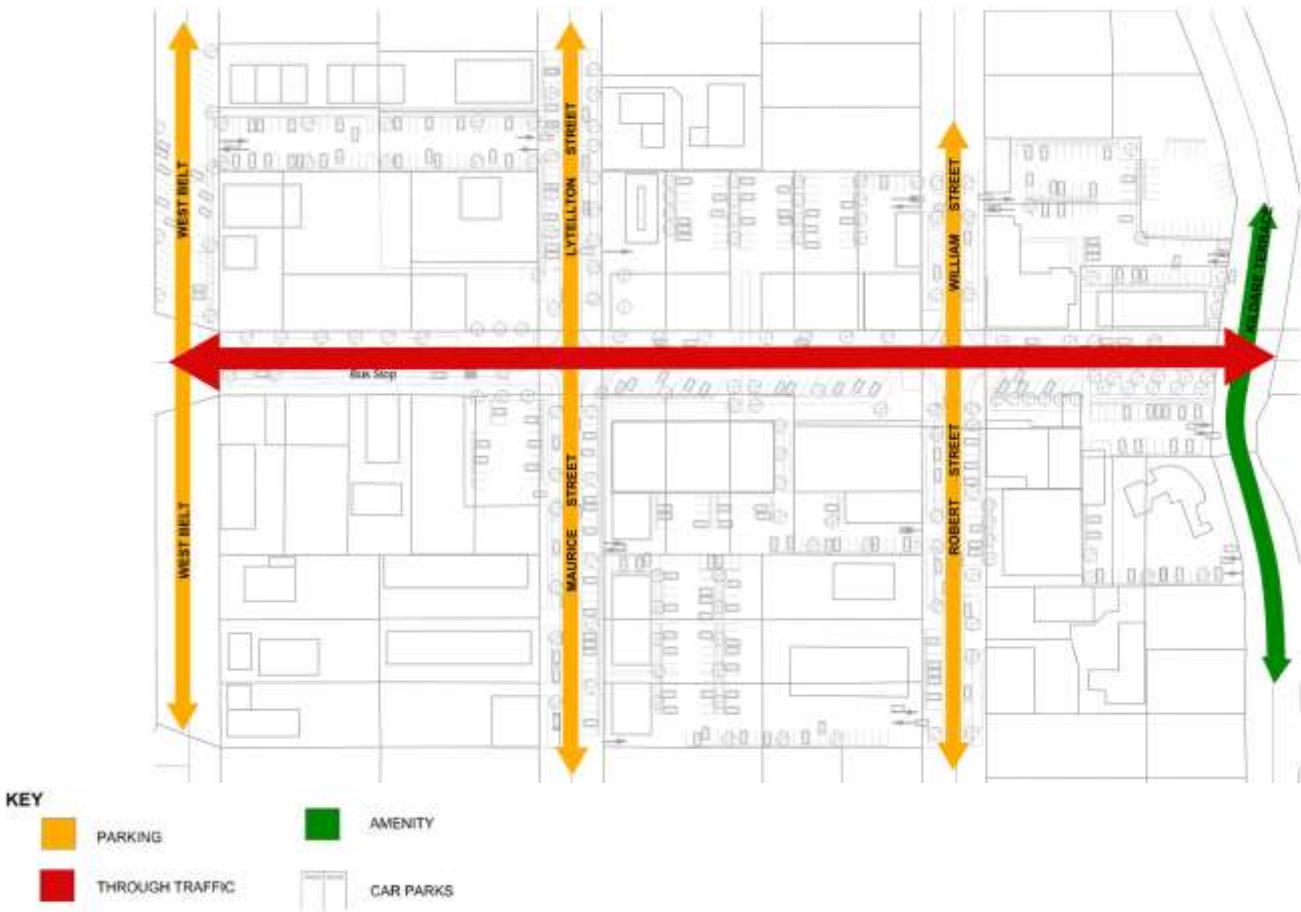 WEST BELT
LYTELLTON STREET
WILLIAM STREET
KILDARE TERRACE
Bus Stop
WEST BELT
MAURICE STREET
ROBERT STREET
KEY
PARKING
AMENITY
THROUGH TRAFFIC
CAR PARKS